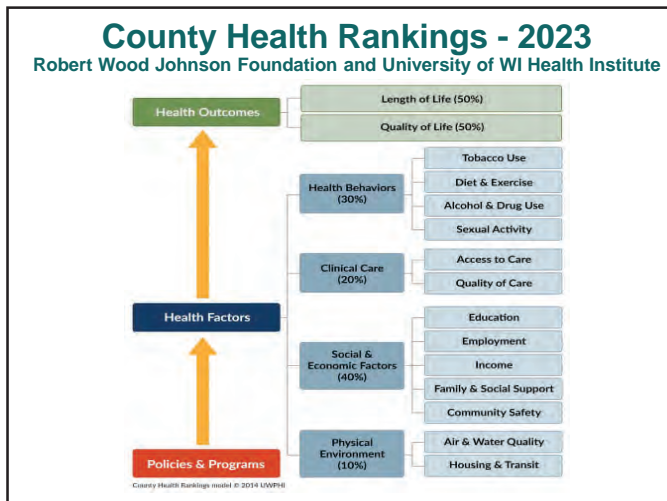 County Health Rankings - 2023
Robert Wood Johnson Foundation and University of WI Health Institute
Health Outcomes
Length of Life (50%)
Quality of Life (50%)
Health Factors
Health Behaviors
(30%)
Tobacco Use
Diet & Exercise
Alcohol & Drug Use
Sexual Activity
Clinical Care
(20%)
Access to Care
Quality of Care
Social &
Economic Factors
(40%)
Education
Employment
Income
Family & Social Support
Community Safety
Physical
Environment
(10%)
Air & Water Quality
Housing & Transit
Policies & Programs
County Health Rankings model © 2014 UWPHI